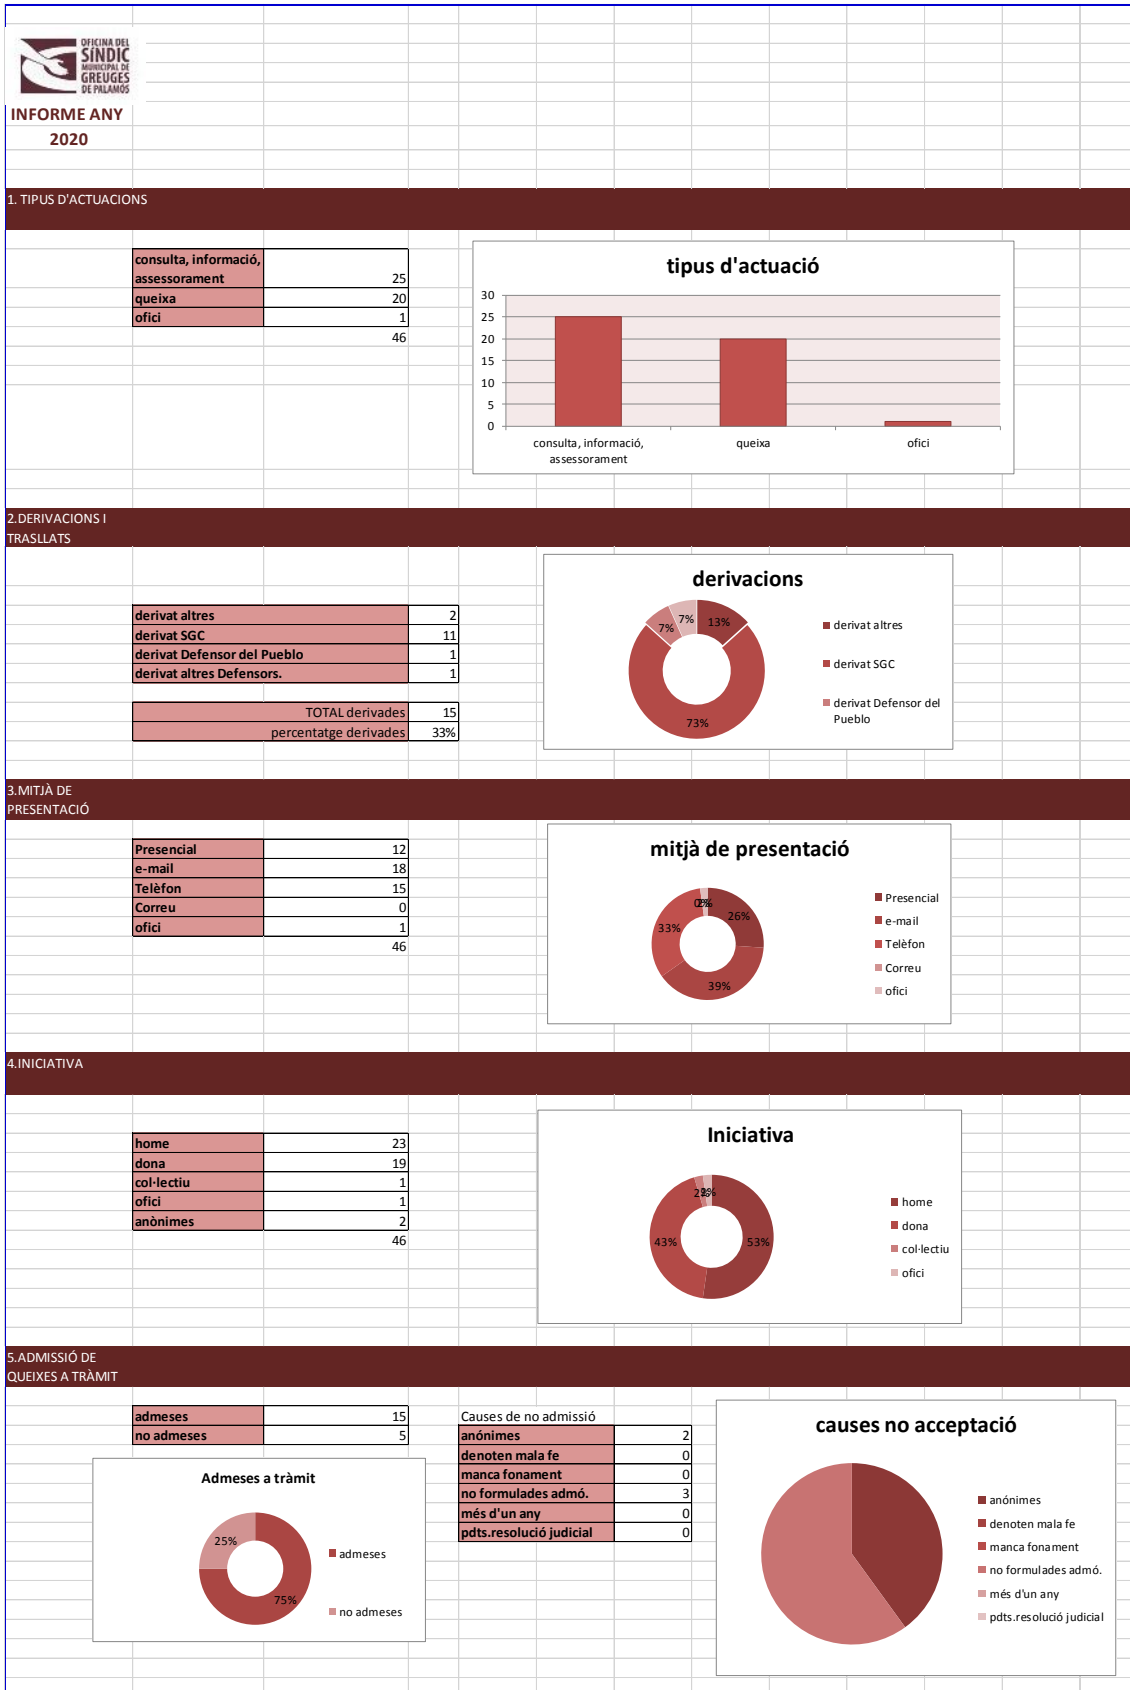 OFICINA DEL
SÍNDIC
MUNICIPAL DE
GREUGES
DE PALAMÓS
INFORME ANY
2020
1. TIPUS D'ACTUACIONS
consulta, informació,
assessorament 25
queixa 20
ofici 1
46
tipus d'actuació
30
25
20
15
10
5
0
consulta, informació,
assessorament
queixa
ofici
2.DERIVACIONS I
TRASLLATS
derivat altres 2
derivat SGC 11
derivat Defensor del Pueblo 1
derivat altres Defensors. 1
TOTAL derivades 15
percentatge derivades 33%
derivacions
13%
73%
7%
7%
derivat altres
derivat SGC
derivat Defensor del
Pueblo
3.MITJÀ DE
PRESENTACIÓ
Presencial 12
e-mail 18
Telèfon 15
Correu 0
ofici 1
46
mitjà de presentació
26%
39%
33%
0%
2%
Presencial
e-mail
Telèfon
Correu
ofici
4.INICIATIVA
home 23
dona 19
col·lectiu 1
ofici 1
anònimes 2
46
Iniciativa
53%
43%
2%
2%
home
dona
col·lectiu
ofici
5.ADMISSIÓ DE
QUEIXES A TRÀMIT
admeses 15
no admeses 5
Admeses a tràmit
25%
75%
admeses
no admeses
Causes de no admissió
anónimes 2
denoten mala fe 0
manca fonament 0
no formulades admó. 3
més d'un any 0
pdts.resolució judicial 0
causes no acceptació
anónimes
denoten mala fe
manca fonament
no formulades admó.
més d'un any
pdts.resolució judicial